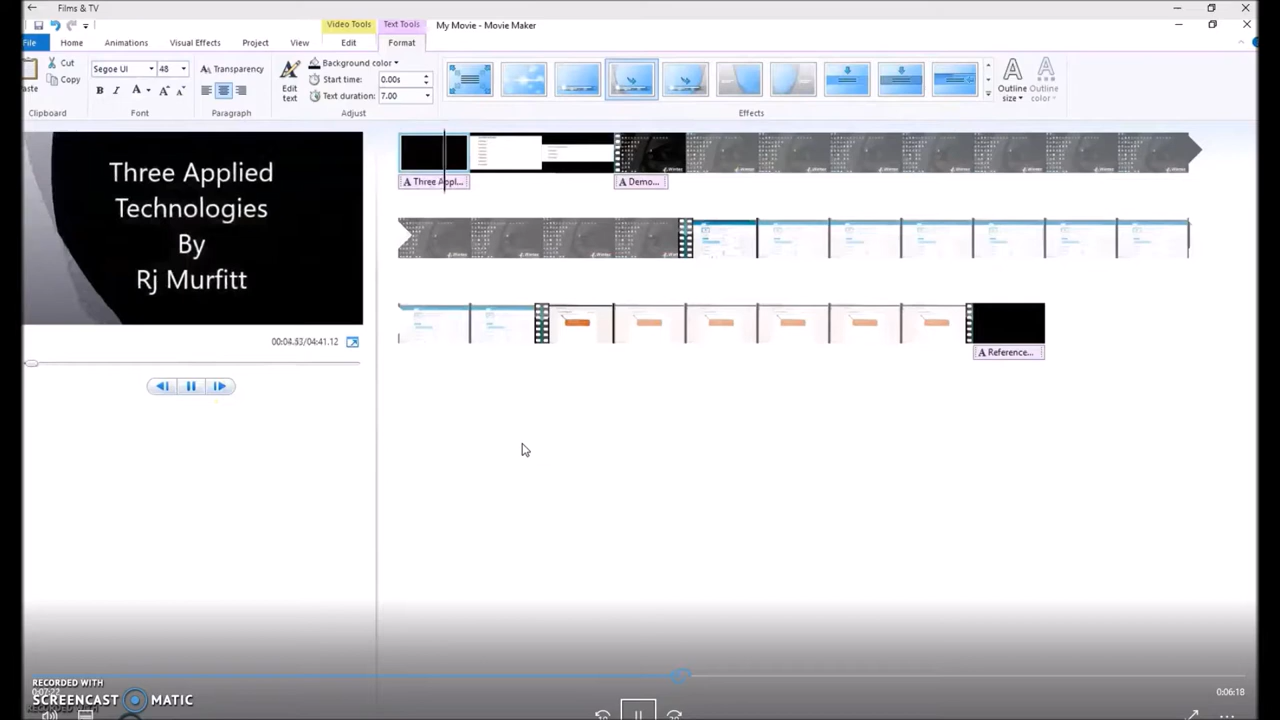 Films & TV
Video Tools
Text Tools
My Movie - Movie Maker
File
Home
Animations
Visual Effects
Project
View
Edit
Format
Cut
Copy
Clipboard
Segoe UI
48
B I A
Font
Transparency
Paragraph
Edit
text
Background color
Start time: 0.00s
Text duration: 7.00
Adjust
Effects
Outline
size
Outline
color
Three Applied
Technologies
By
Rj Murfitt
A Three Appl...
A Demo...
A Reference...
04:41.12
RECORDED WITH
SCREENCAST MATIC
0:07:22
0:06:18